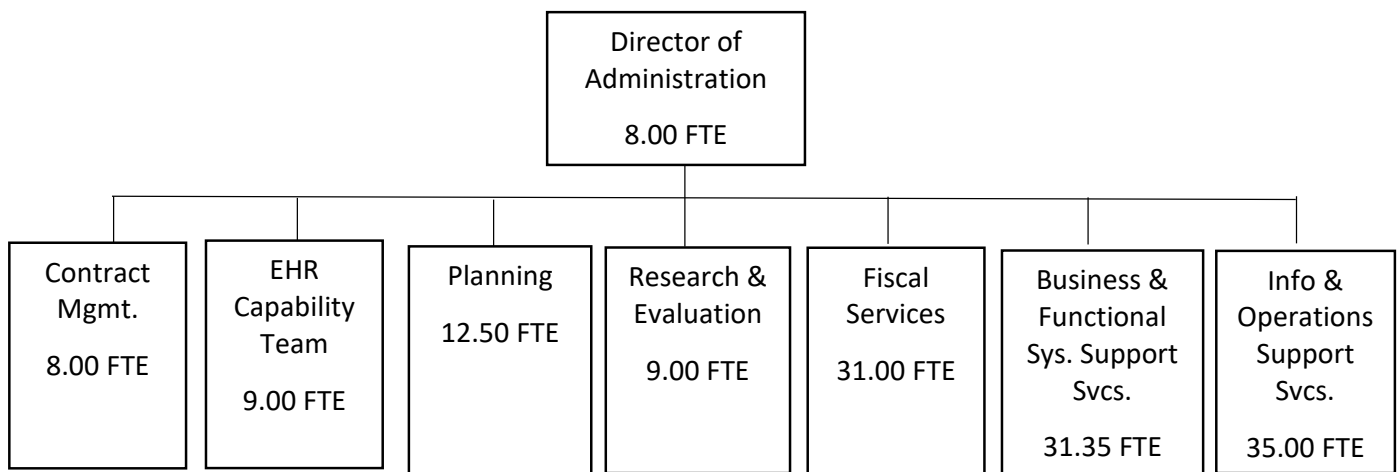 Director of
Administration
8.00 FTE
Contract
Mgmt.
8.00 FTE
EHR
Capability
Team
9.00 FTE
Planning
12.50 FTE
Research &
Evaluation
9.00 FTE
Fiscal
Services
31.00 FTE
Business &
Functional
Sys. Support
Svcs.
31.35 FTE
Info &
Operations
Support
Svcs.
35.00 FTE